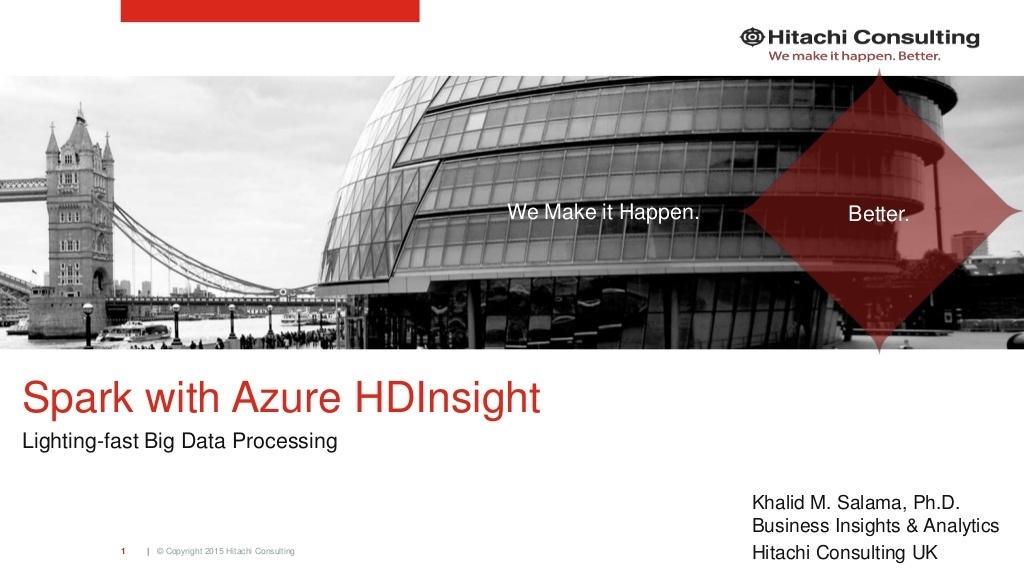 Hitachi Consulting
We make it happen. Better.
We Make it Happen.
Better.
Spark with Azure HDInsight
Lighting-fast Big Data Processing
Khalid M. Salama, Ph.D.
Business Insights & Analytics
Hitachi Consulting UK
1 | © Copyright 2015 Hitachi Consulting